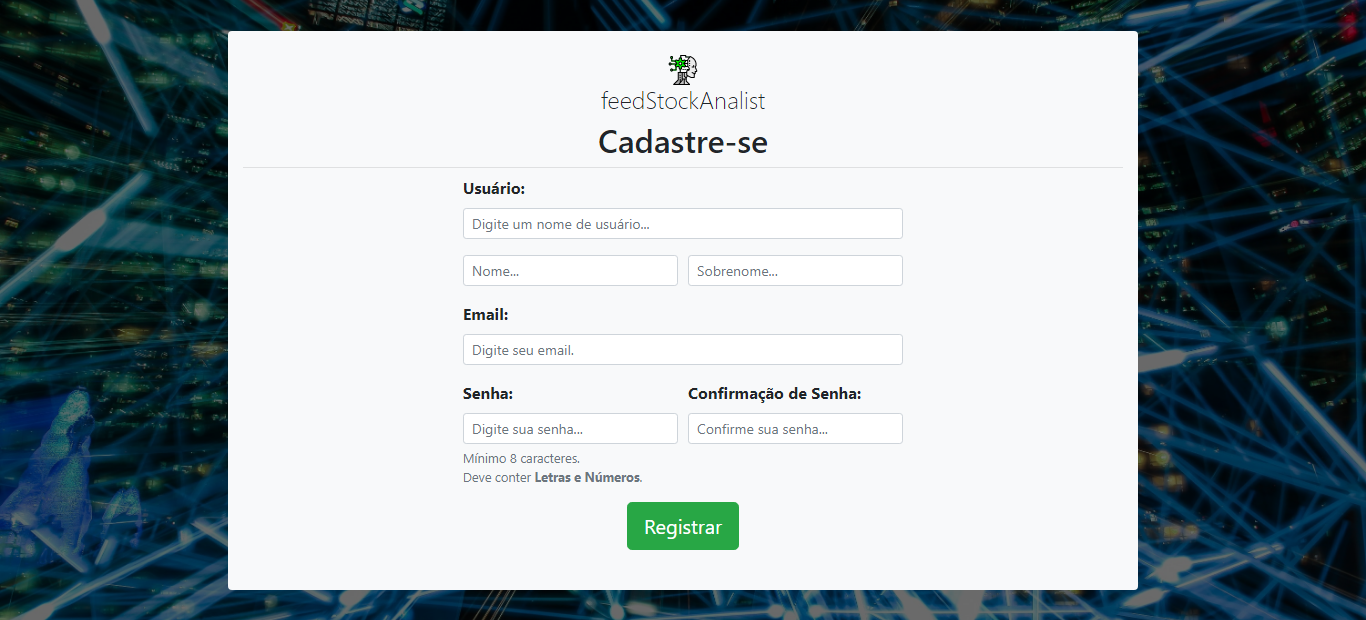 feedStockAnalist
Cadastre-se
Usuário:
Digite um nome de usuário...
Nome... Sobrenome...
Email:
Digite seu email.
Senha: Confirmação de Senha:
Digite sua senha... Confirme sua senha...
Mínimo 8 caracteres.
Deve conter Letras e Números.
Registrar